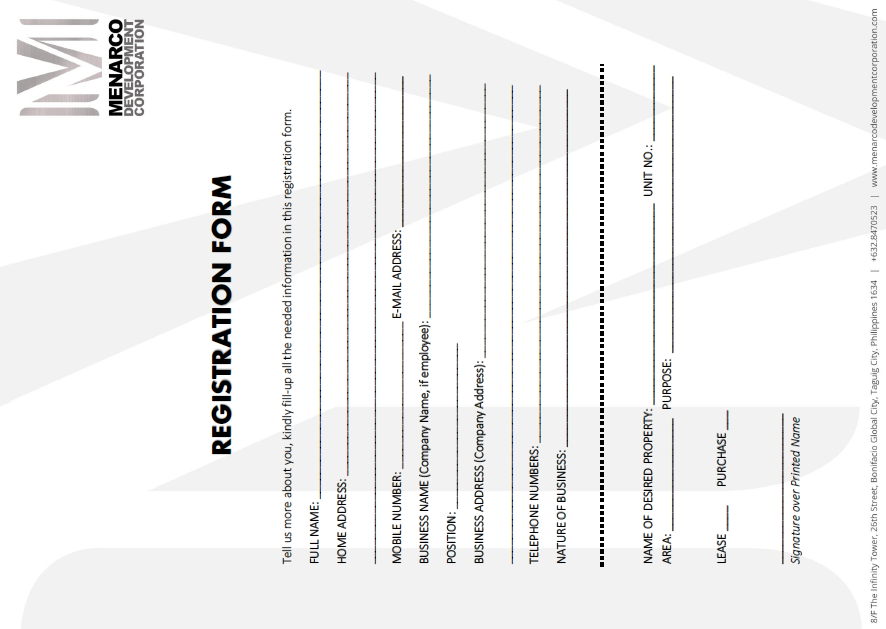 MENARCO
DEVELOPMENT
CORPORATION
REGISTRATION FORM
Tell us more about you, kindly fill-up all the needed information in this registration form.
FULL NAME:
HOME ADDRESS:
MOBILE NUMBER: E-MAIL ADDRESS:
BUSINESS NAME (Company Name, if employee):
POSITION:
BUSINESS ADDRESS (Company Address):
TELEPHONE NUMBERS:
NATURE OF BUSINESS:
NAME OF DESIRED PROPERTY: UNIT NO.:
AREA: PURPOSE:
LEASE PURCHASE
Signature over Printed Name
8/F The Infinity Tower, 26th Street, Bonifacio Global City, Taguig City, Philippines 1634 | +632.8470523 | www.menarcodevelopmentcorporation.com